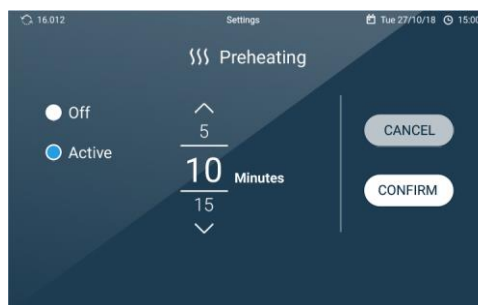 16.012 Settings Tue 27/10/18 15:00
Preheating
Off
Active
5
10 Minutes
15
CANCEL
CONFIRM